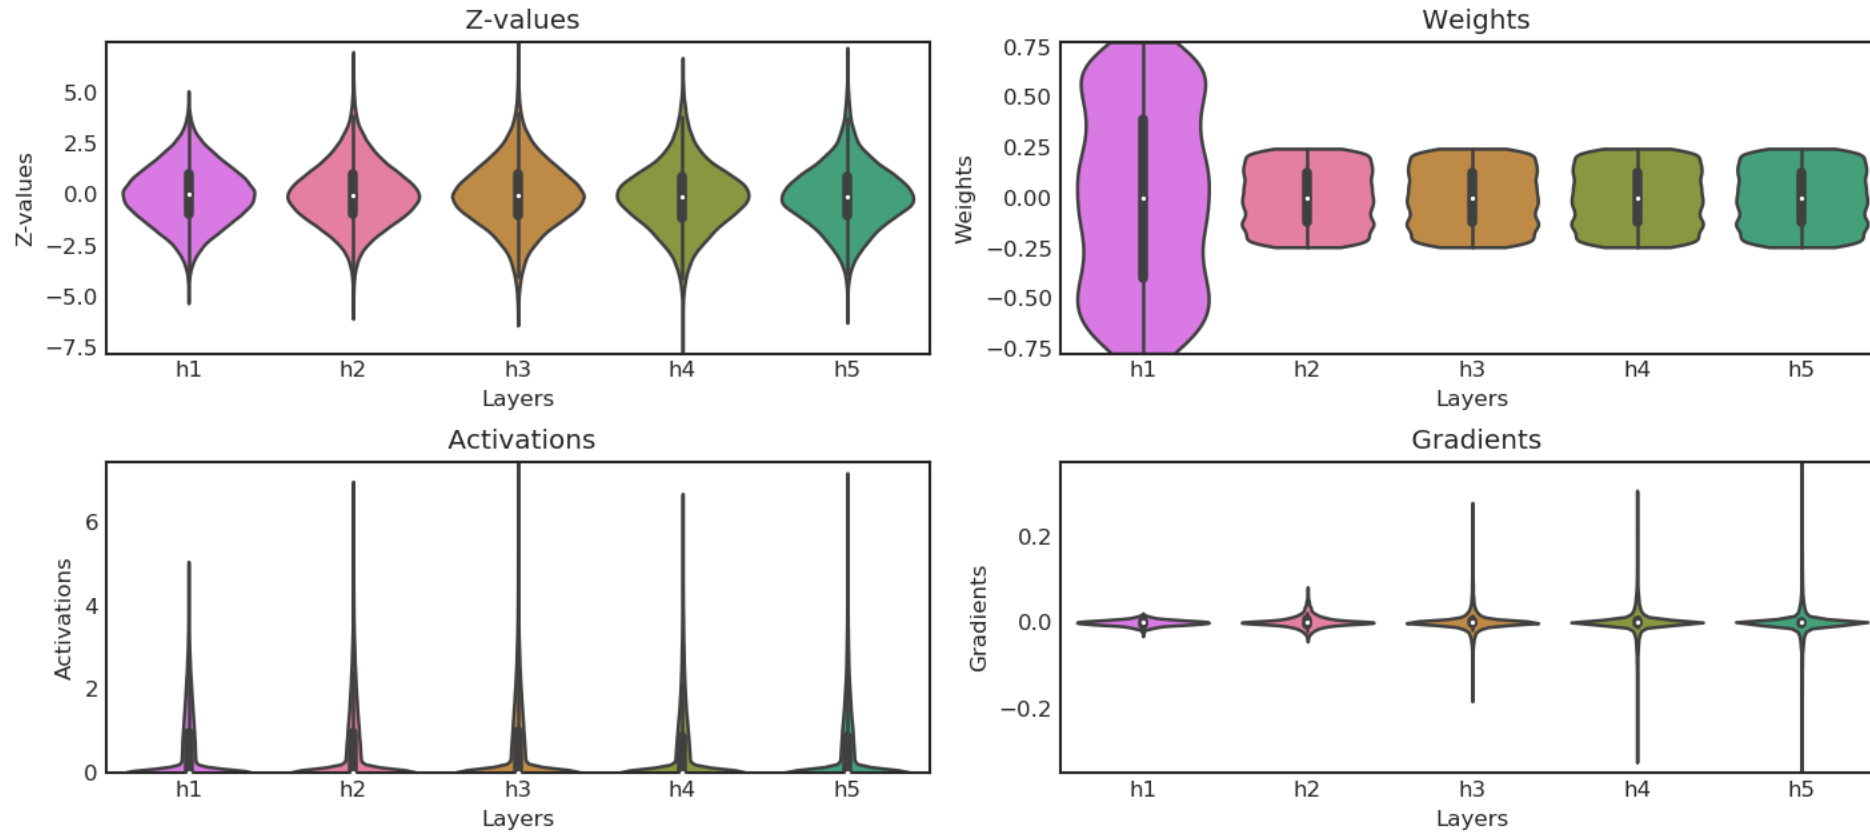 Z-values
Z-values
5.0
2.5
0.0
−2.5
−5.0
−7.5
h1 h2 h3 h4 h5
Layers
Weights
Weights
0.75
0.50
0.25
0.00
−0.25
−0.50
−0.75
h1 h2 h3 h4 h5
Layers
Activations
Activations
6
4
2
0
h1 h2 h3 h4 h5
Layers
Gradients
Gradients
0.2
0.0
−0.2
h1 h2 h3 h4 h5
Layers